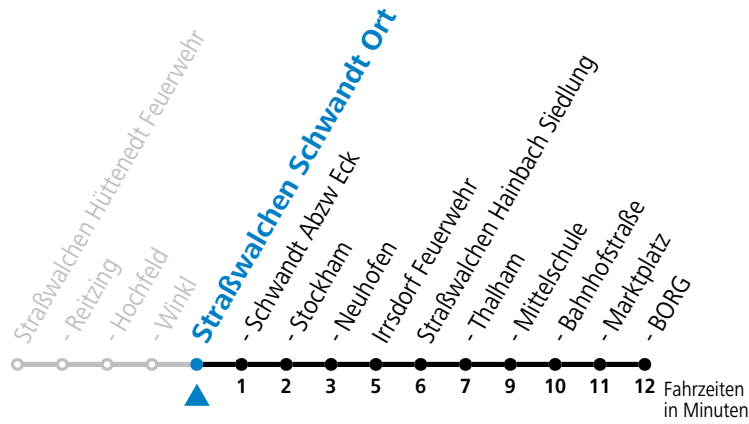 Straßwalchen Hüttenedt Feuerwehr
- Reitzing
- Hochfeld
- Winkl
Straßwalchen Schwandt Ort
- Schwandt Abzw Eck
- Stockham
- Neuhofen
Irrsdorf Feuerwehr
Straßwalchen Hainbach Siedlung
- Thalham
- Mittelschule
- Bahnhofstraße
- Marktplatz
- BORG
1 2 3 5 6 7 9 10 11 12 Fahrzeiten
in Minuten